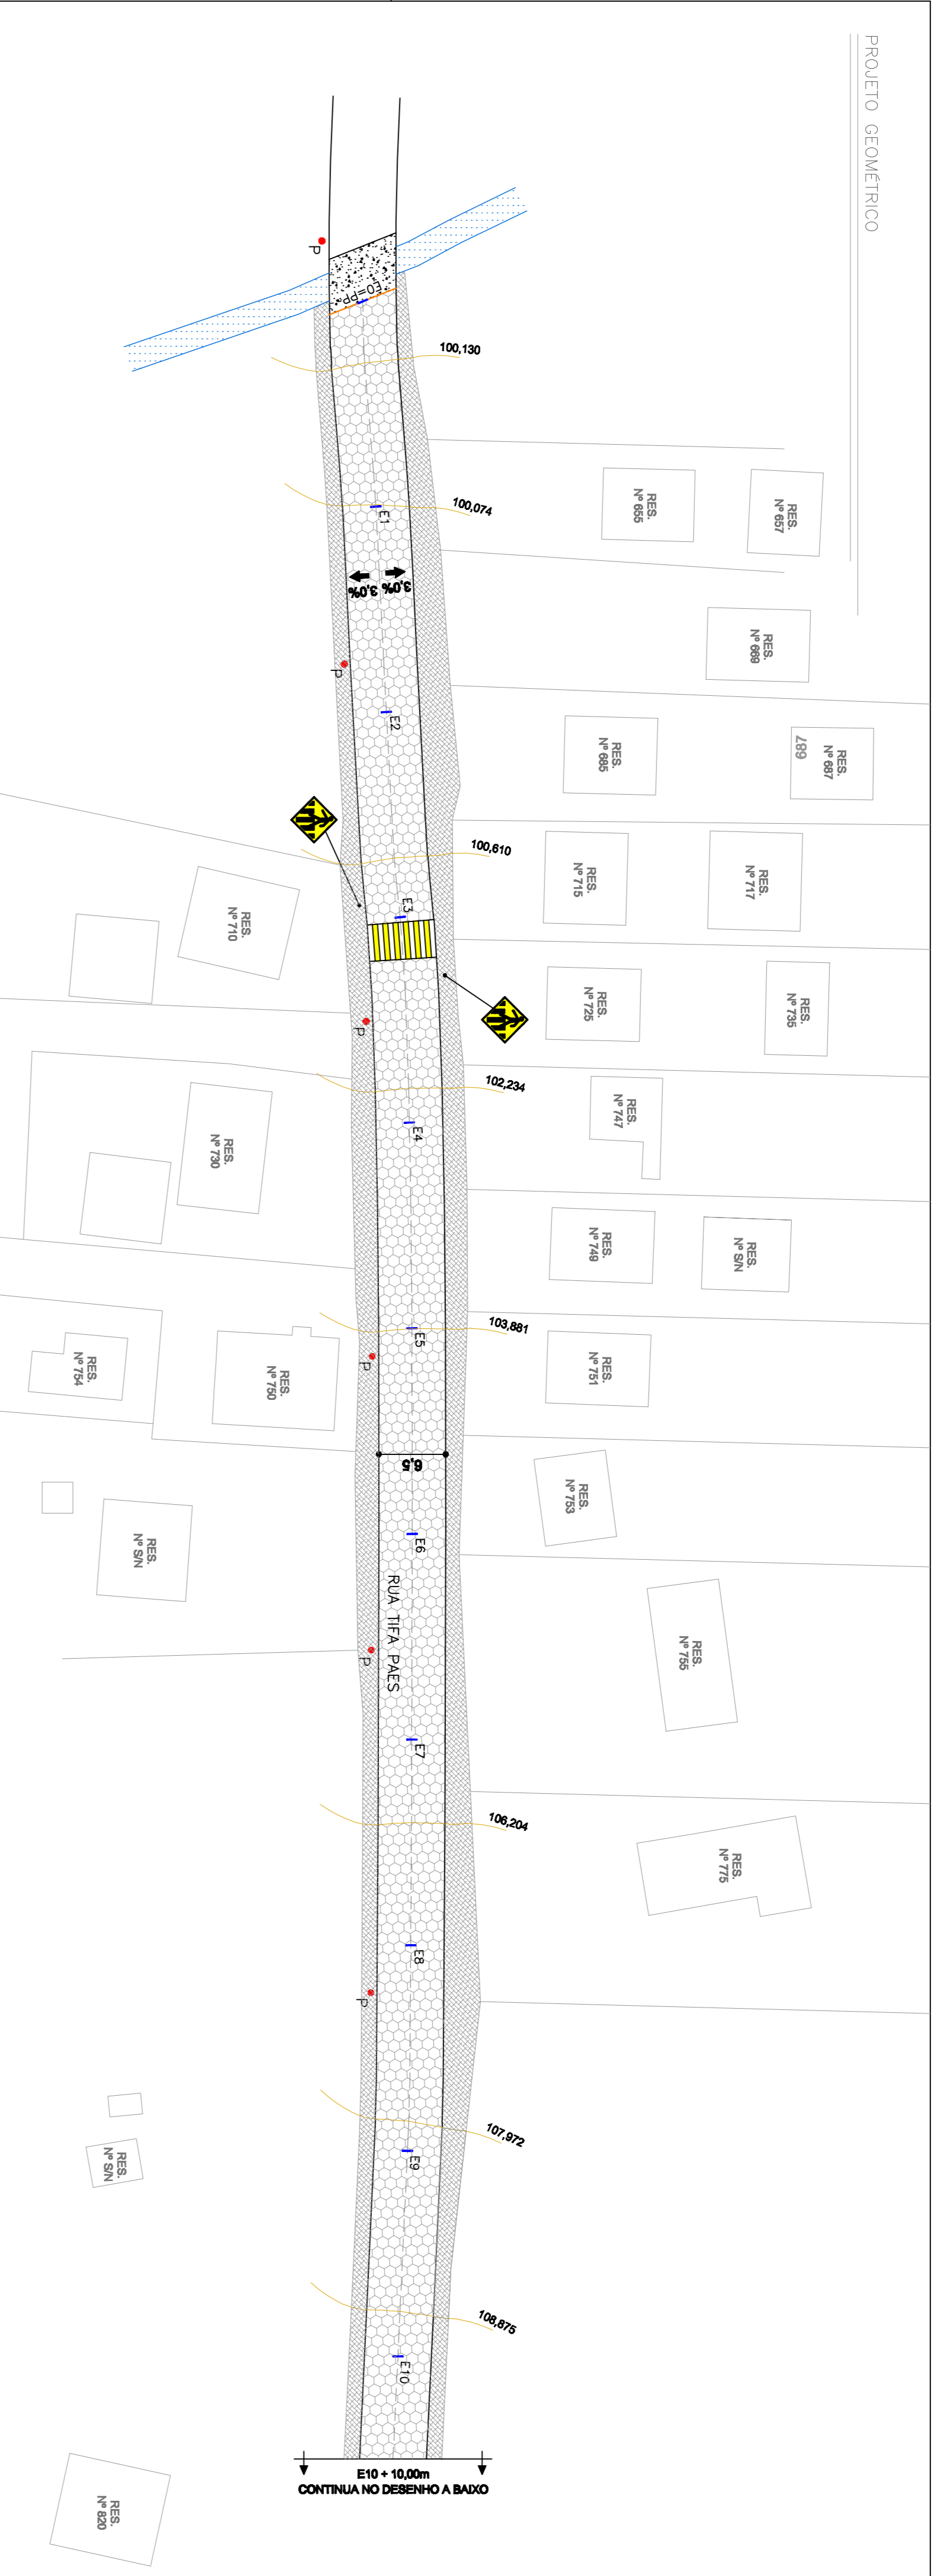 PROJETO GEOMÉTRICO
P
E0=PP
100,130
100,074
E1
3,0%
3,0%
RES.
Nº 655
RES.
Nº 657
RES.
Nº 669
P
E2
RES.
Nº 685
RES.
Nº 687
687
100,610
E3
RES.
Nº 710
RES.
Nº 715
RES.
Nº 717
RES.
Nº 725
RES.
Nº 735
P
102,234
E4
RES.
Nº 730
RES.
Nº 747
RES.
Nº 749
RES.
Nº S/N
103,881
E5
P
RES.
Nº 754
RES.
Nº 750
RES.
Nº 751
6,5
RES.
Nº 753
E6
RES.
Nº S/N
RUA TIFA PAES
P
RES.
Nº 755
E7
106,204
RES.
Nº 775
E8
P
107,972
E9
RES.
Nº S/N
108,875
E10
E10 + 10,00m
CONTINUA NO DESENHO A BAIXO
RES.
Nº 820